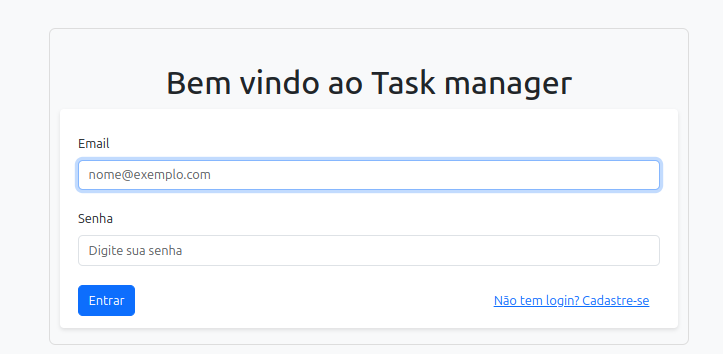 Bem vindo ao Task manager
Email
nome@exemplo.com
Senha
Digite sua senha
Entrar
Não tem login? Cadastre-se